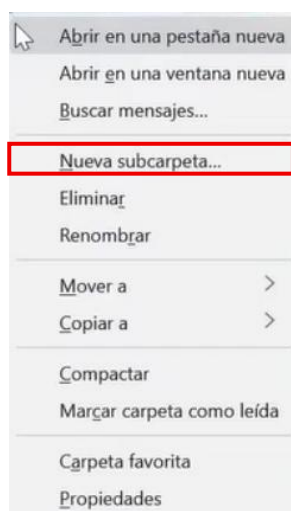 Abrir en una pestaña nueva
Abrir en una ventana nueva
Buscar mensajes...
Nueva subcarpeta...
Eliminar
Renombrar
Mover a
Copiar a
Compactar
Marcar carpeta como leída
Carpeta favorita
Propiedades